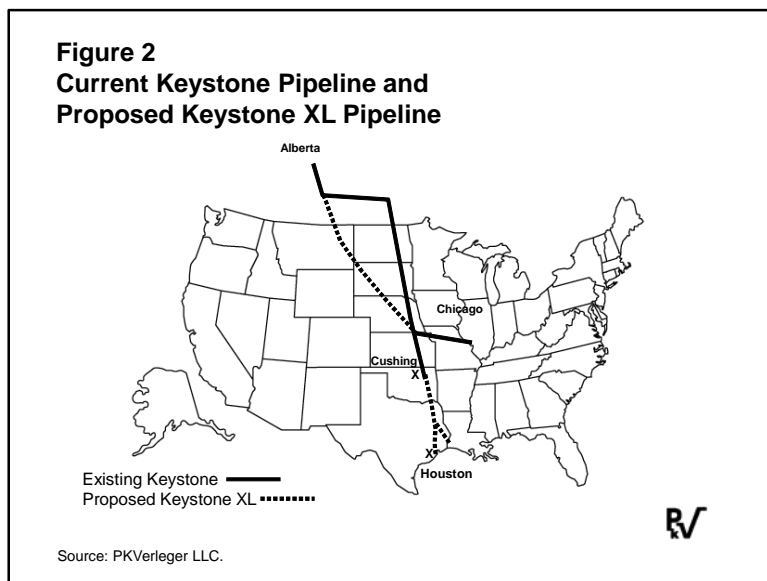 Figure 2
Current Keystone Pipeline and
Proposed Keystone XL Pipeline
Alberta
Chicago
Cushing
X
X
Houston
Existing Keystone
Proposed Keystone XL
PKV
Source: PKVerleger LLC.